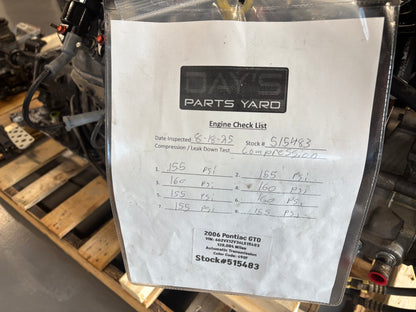 DAY'S
PARTS YARD
Engine Check List
Date Inspected 8-18-25 Stock # 515483
Compression / Leak Down Test Compression
1. 155 PSi 2. 165 PSi
3. 160 PSi 4. 160 PSi
5. 155 PSi 6. 162 PSi
7. 155 PSi 8. 155 PSi
2006 Pontiac GTO
Automatic Transmission
Stock#515483